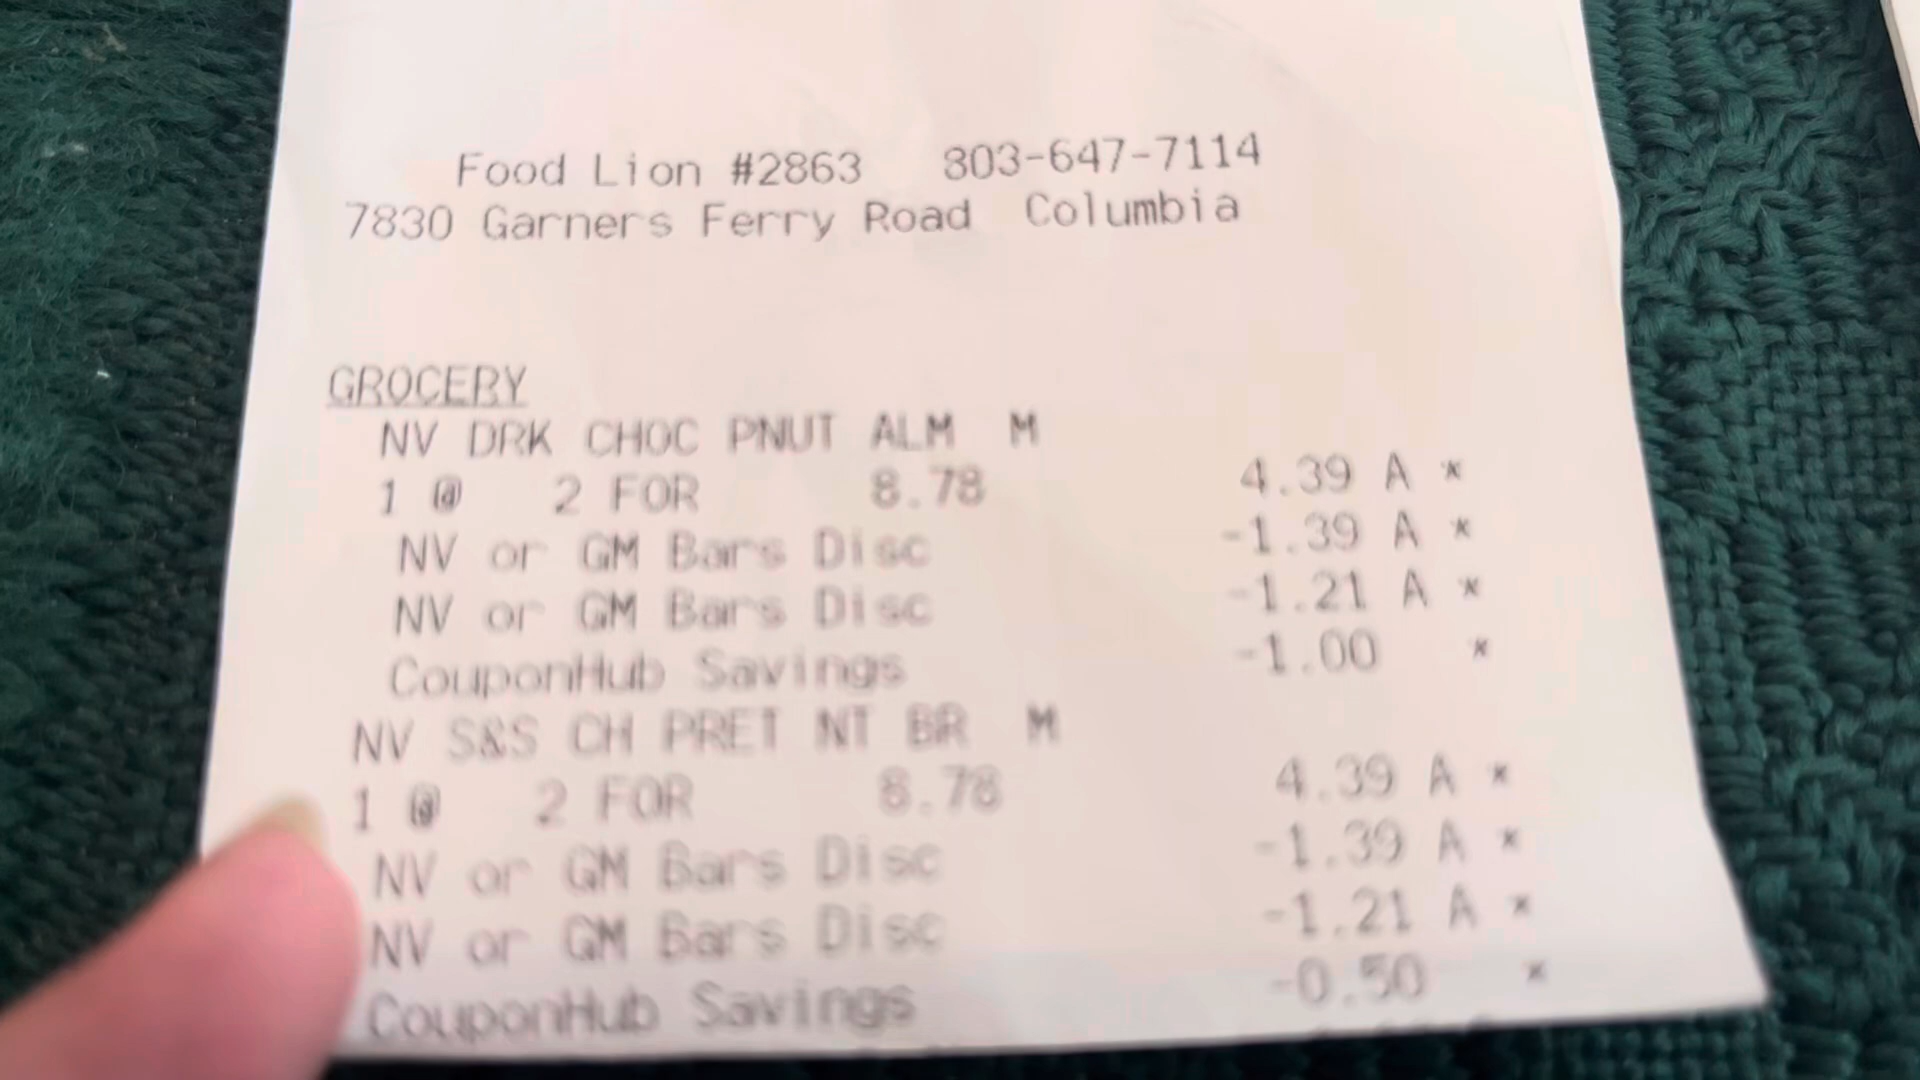 Food Lion #2863 803-647-7114
7830 Garners Ferry Road Columbia
GROCERY
NV DRK CHOC PNUT ALM M
1 @ 2 FOR 8.78 4.39 A *
NV or GM Bars Disc -1.39 A *
NV or GM Bars Disc -1.21 A *
CouponHub Savings -1.00 *
NV S&S CH PRET NT BR M
1 @ 2 FOR 8.78 4.39 A *
NV or GM Bars Disc -1.39 A *
NV or GM Bars Disc -1.21 A *
CouponHub Savings -0.50 *